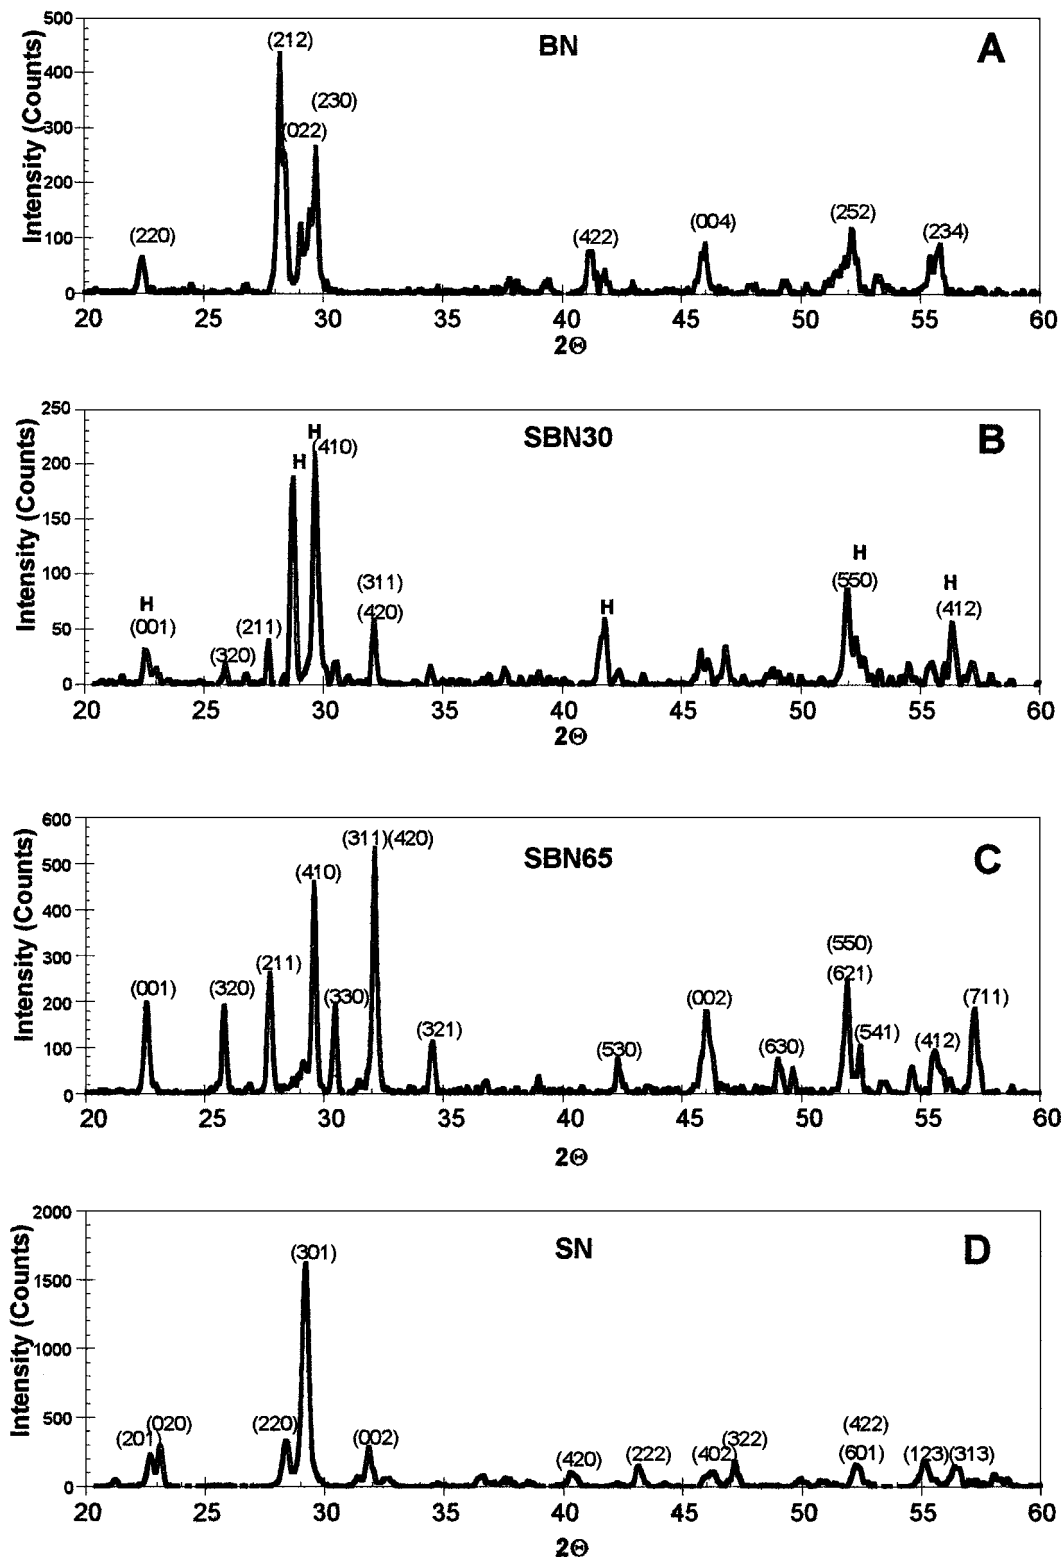 BN
A
Intensity (Counts)
500
400
300
200
100
0
(212)
(230)
(022)
(220)
(422)
(004)
(252)
(234)
20 25 30 35 40 45 50 55 60
2Θ
SBN30
B
Intensity (Counts)
250
200
150
100
50
0
H
(410)
H
H
(001)
(320)
(211)
(311)
(420)
H
H
(550)
H
(412)
20 25 30 35 40 45 50 55 60
2Θ
SBN65
C
Intensity (Counts)
600
500
400
300
200
100
0
(001)
(320)
(211)
(410)
(330)
(311)(420)
(321)
(530)
(002)
(630)
(550)
(621)
(541)
(412)
(711)
20 25 30 35 40 45 50 55 60
2Θ
SN
D
Intensity (Counts)
2000
1500
1000
500
0
(201)
(020)
(220)
(301)
(002)
(420)
(222)
(402)
(322)
(422)
(601)
(123)(313)
20 25 30 35 40 45 50 55 60
2Θ